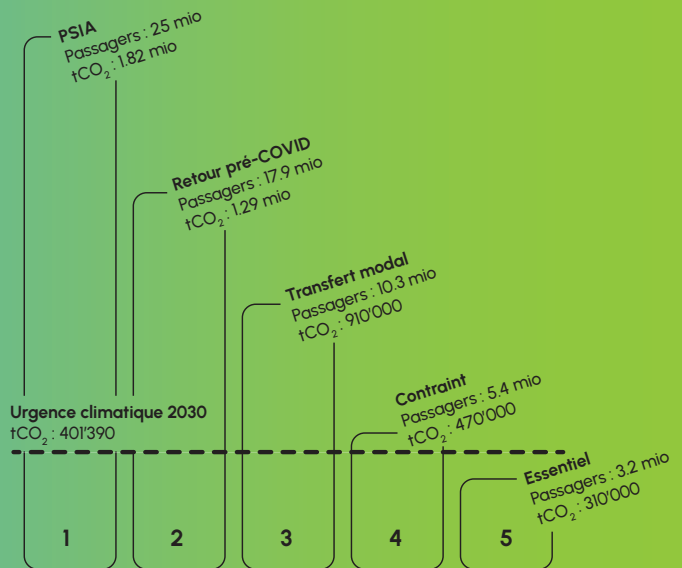 PSIA
Passagers : 25 mio
tCO₂ : 1.82 mio
Retour pré-COVID
Passagers : 17.9 mio
tCO₂ : 1.29 mio
Transfert modal
Passagers : 10.3 mio
tCO₂ : 910'000
Contraint
Passagers : 5.4 mio
tCO₂ : 470'000
Urgence climatique 2030
tCO₂ : 401'390
Essentiel
Passagers : 3.2 mio
tCO₂ : 310'000
1 2 3 4 5